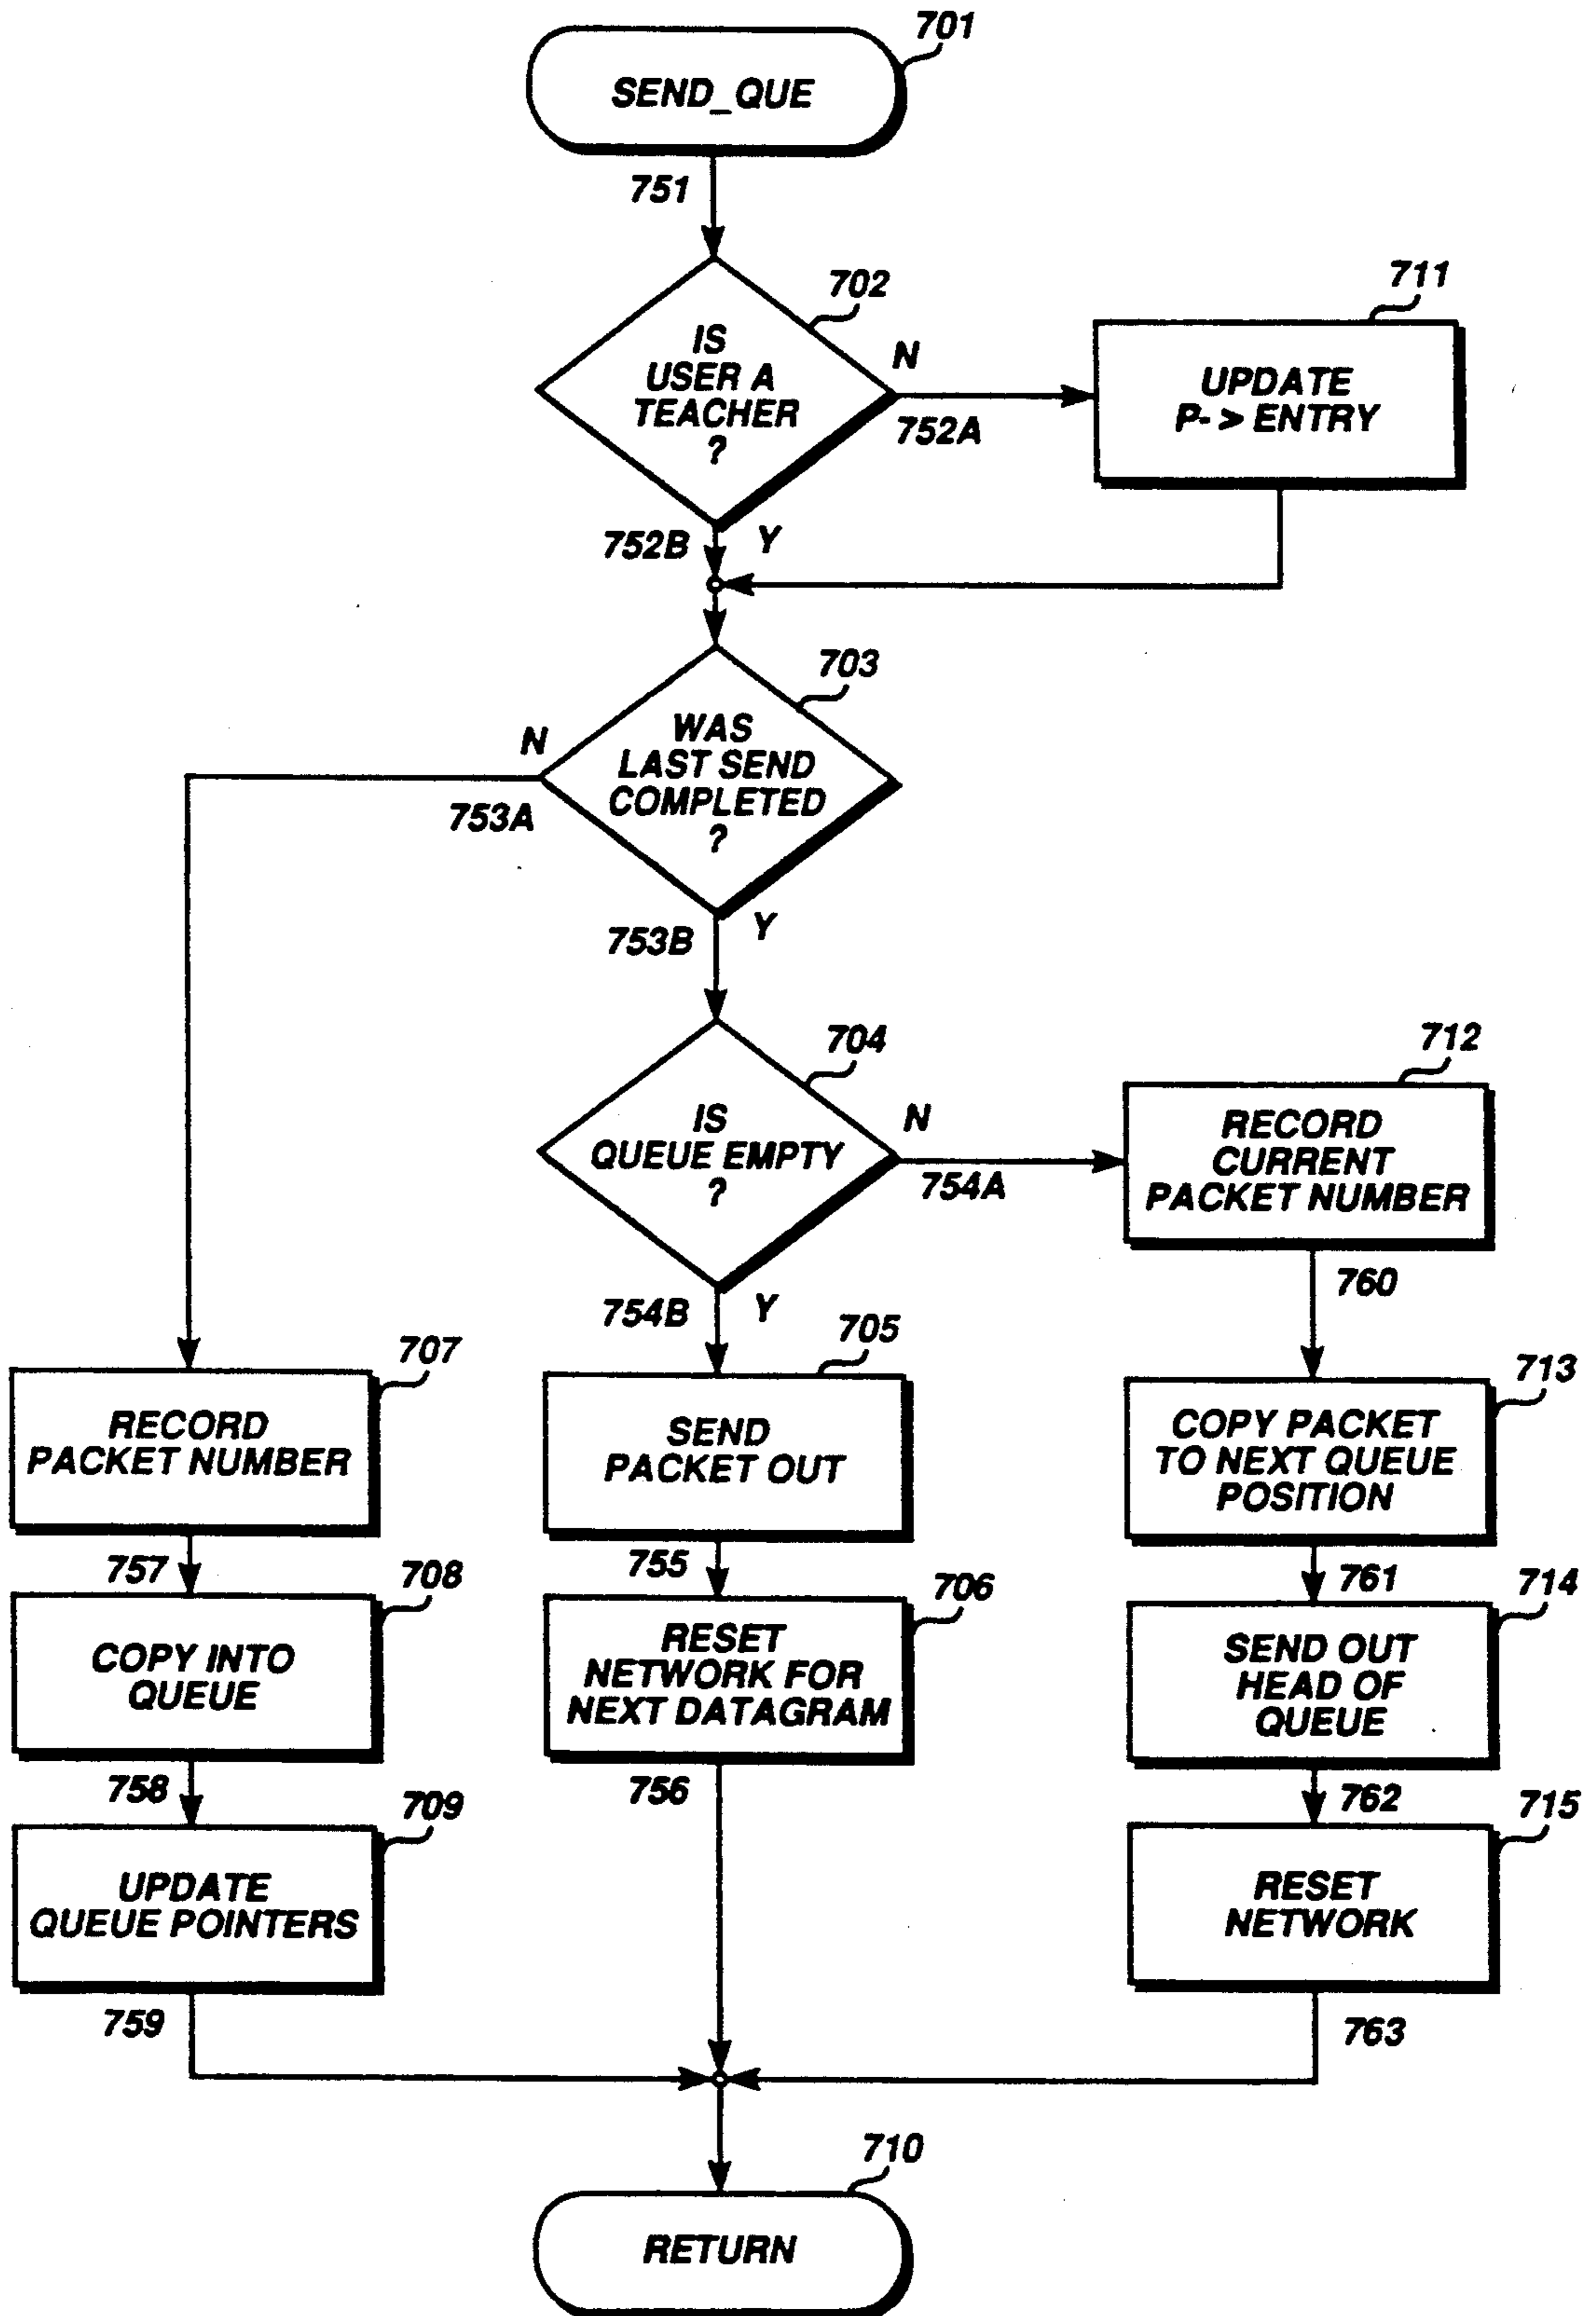 701
SEND_QUE
751
702
711
IS
USER A
TEACHER
?
N
752A
UPDATE
P- > ENTRY
752B
Y
703
WAS
LAST SEND
COMPLETED
?
N
753A
753B
Y
704
712
IS
QUEUE EMPTY
?
N
754A
RECORD
CURRENT
PACKET NUMBER
760
754B
Y
707
705
713
RECORD
PACKET NUMBER
SEND
PACKET OUT
COPY PACKET
TO NEXT QUEUE
POSITION
757
708
755
706
761
714
COPY INTO
QUEUE
RESET
NETWORK FOR
NEXT DATAGRAM
SEND OUT
HEAD OF
QUEUE
758
709
756
762
715
UPDATE
QUEUE POINTERS
RESET
NETWORK
759
763
710
RETURN